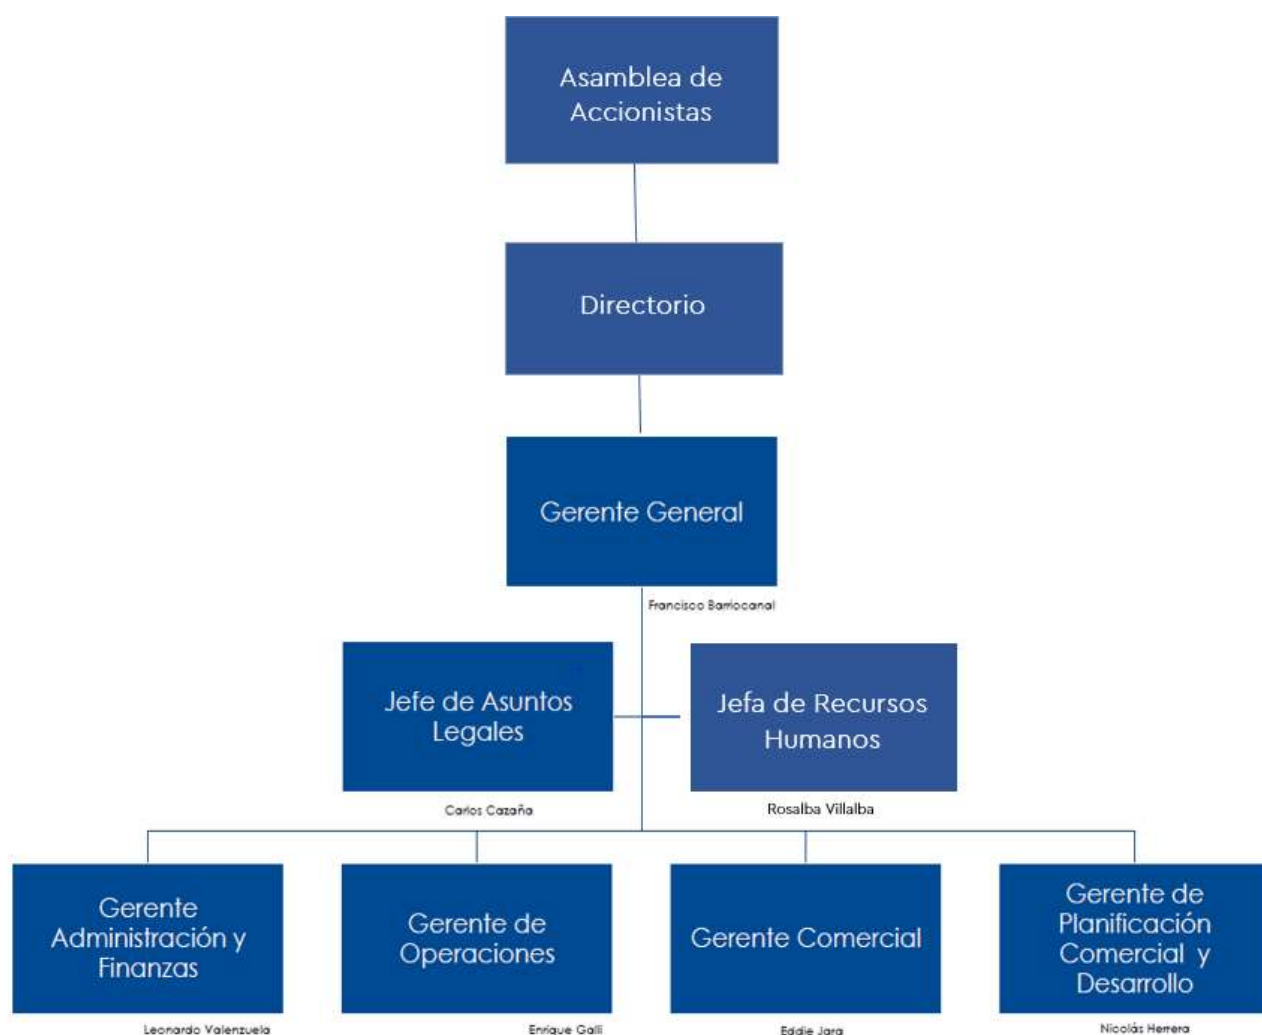 Asamblea de
Accionistas
Directorio
Gerente General
Francisco Barriocanal
Jefe de Asuntos
Legales
Jefa de Recursos
Humanos
Carlos Cazaña
Rosalba Villalba
Gerente
Administración y
Finanzas
Gerente de
Operaciones
Gerente Comercial
Gerente de
Planificación
Comercial y
Desarrollo
Leonardo Valenzuela
Enrique Galli
Eddie Jara
Nicolás Herrera